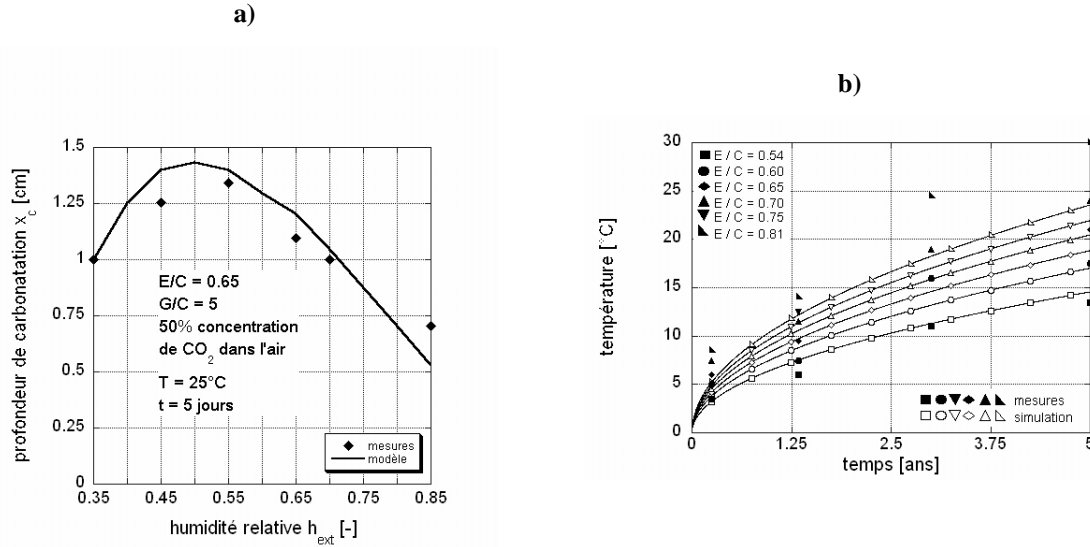 a)
1.5
1.25
1
0.75
0.5
0.25
0
profondeur de carbonatation x_c [cm]
E/C = 0.65
G/C = 5
50% concentration
de CO2 dans l'air
T = 25°C
t = 5 jours
mesures
modèle
0.35
0.45
0.55
0.65
0.75
0.85
humidité relative h_ext [-]
b)
30
25
20
15
10
5
0
température [°C]
E / C = 0.54
E / C = 0.60
E / C = 0.65
E / C = 0.70
E / C = 0.75
E / C = 0.81
mesures
simulation
0
1.25
2.5
3.75
5
temps [ans]